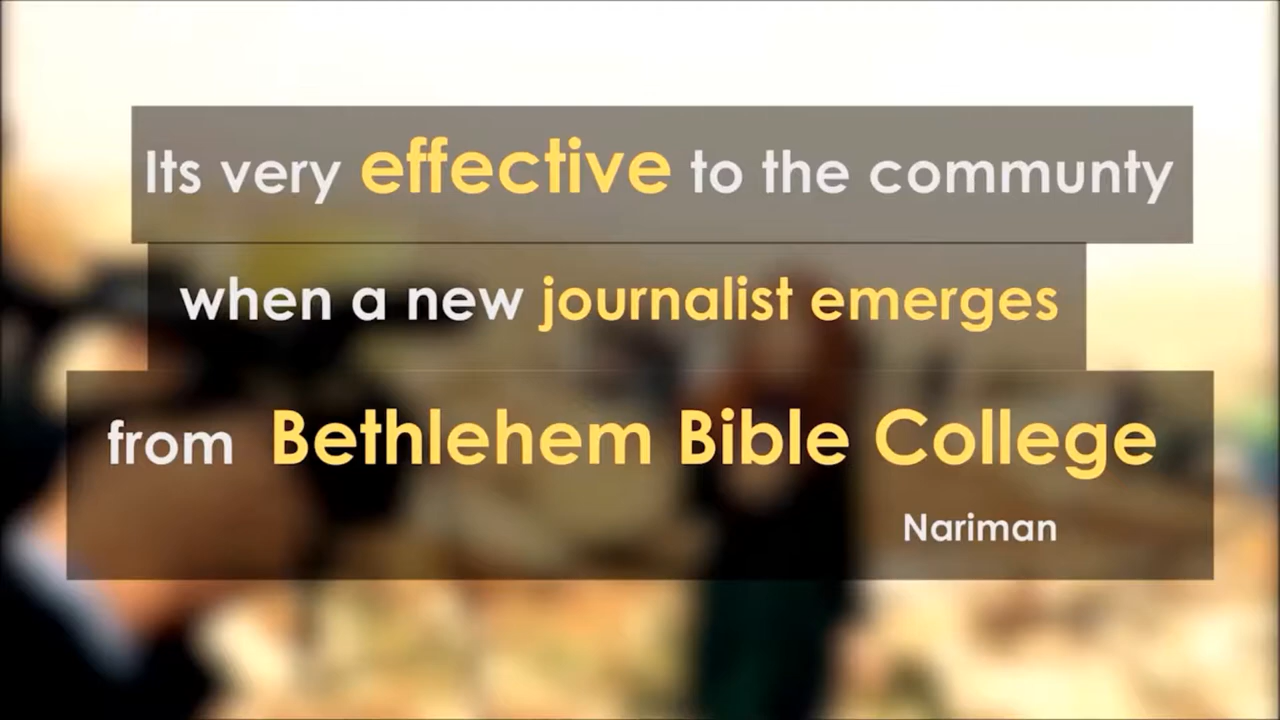 Its very effective to the communty
when a new journalist emerges
from Bethlehem Bible College
Nariman